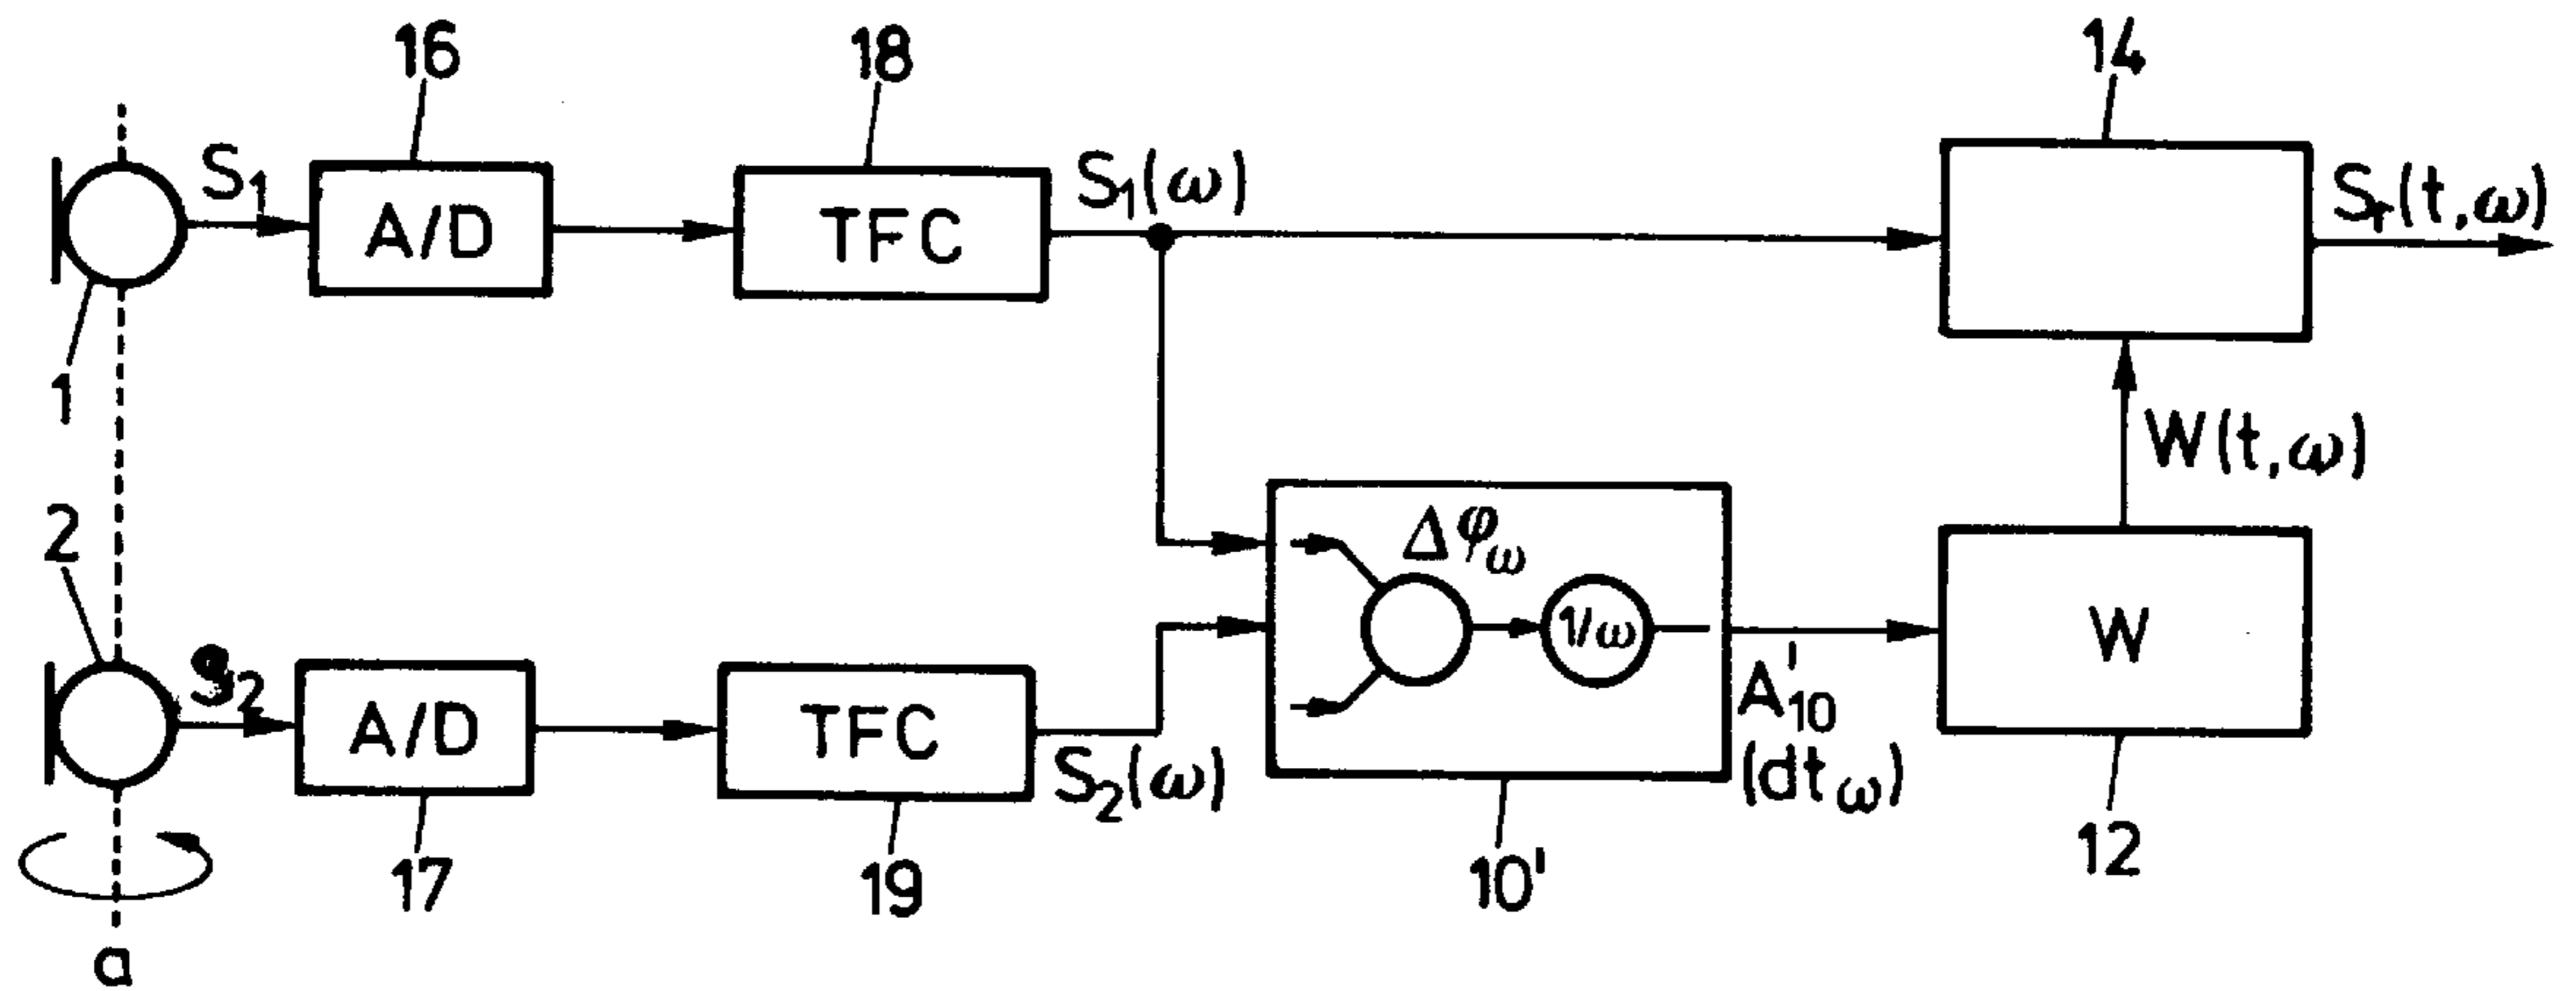 16
18
14
S₁
A/D
TFC
S₁(ω)
Sᵣ(t,ω)
1
W(t,ω)
2
Δφω
1/ω
W
S₂
A/D
TFC
S₂(ω)
A'₁₀
(dtω)
17
19
10'
12
a